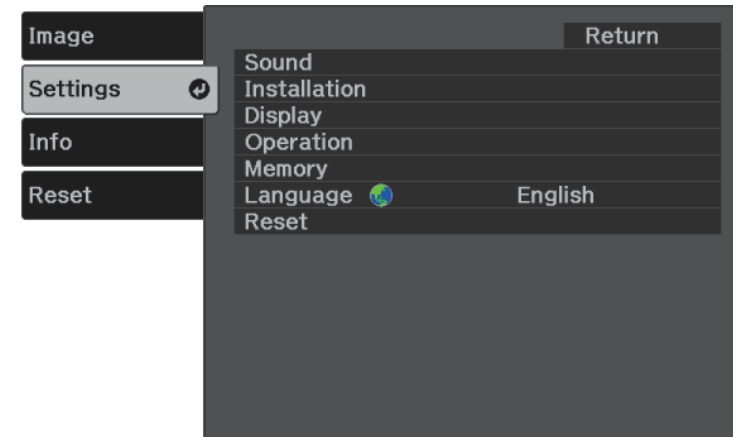 Image
Settings
Info
Reset
Return
Sound
Installation
Display
Operation
Memory
Language English
Reset